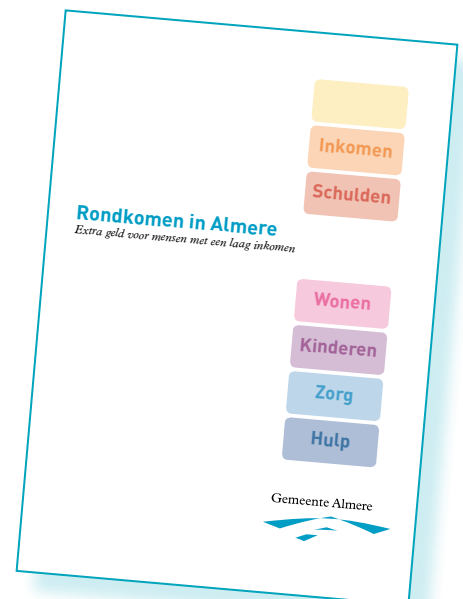 Inkomen
Schulden
Rondkomen in Almere
Extra geld voor mensen met een laag inkomen
Wonen
Kinderen
Zorg
Hulp
Gemeente Almere